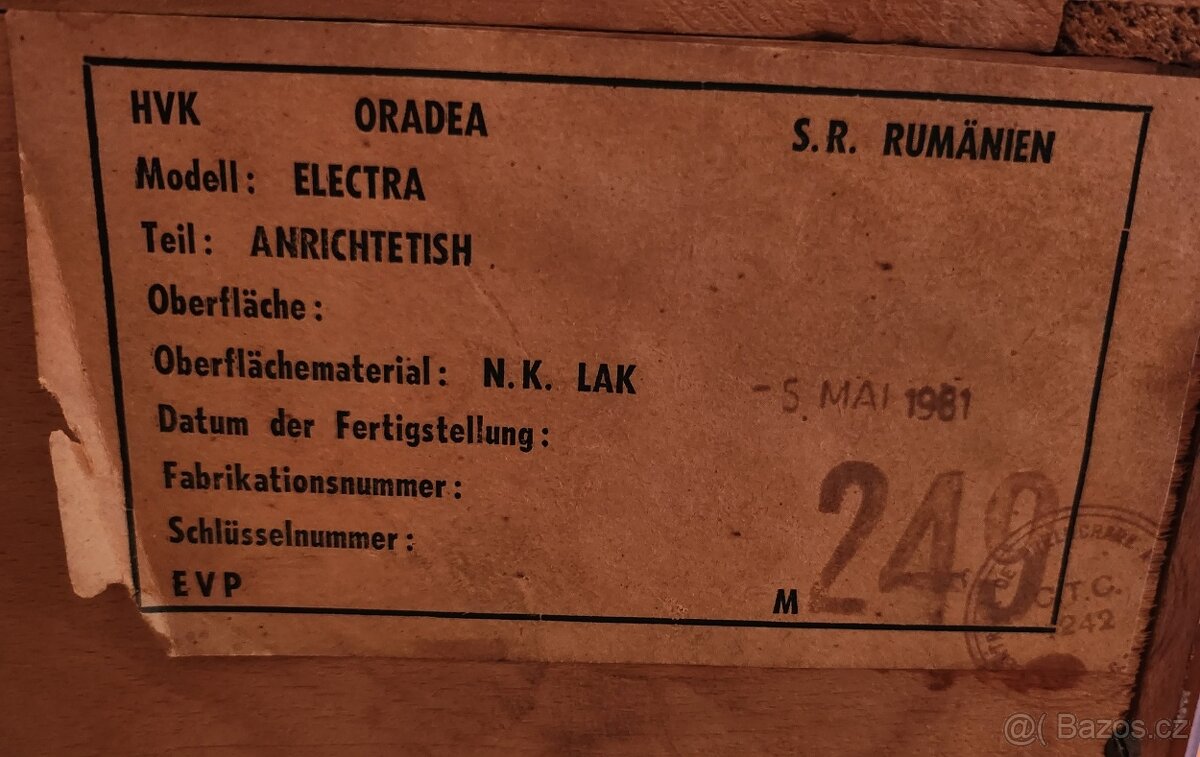 HVK ORADEA S.R. RUMÄNIEN
Modell: ELECTRA
Teil: ANRICHTETISH
Oberfläche:
Oberflächematerial: N.K. LAK
- 5. MAI 1981
Datum der Fertigstellung:
Fabrikationsnummer:
Schlüsselnummer:
EVP M 249
C.T.C.
242
@( Bazos.cz